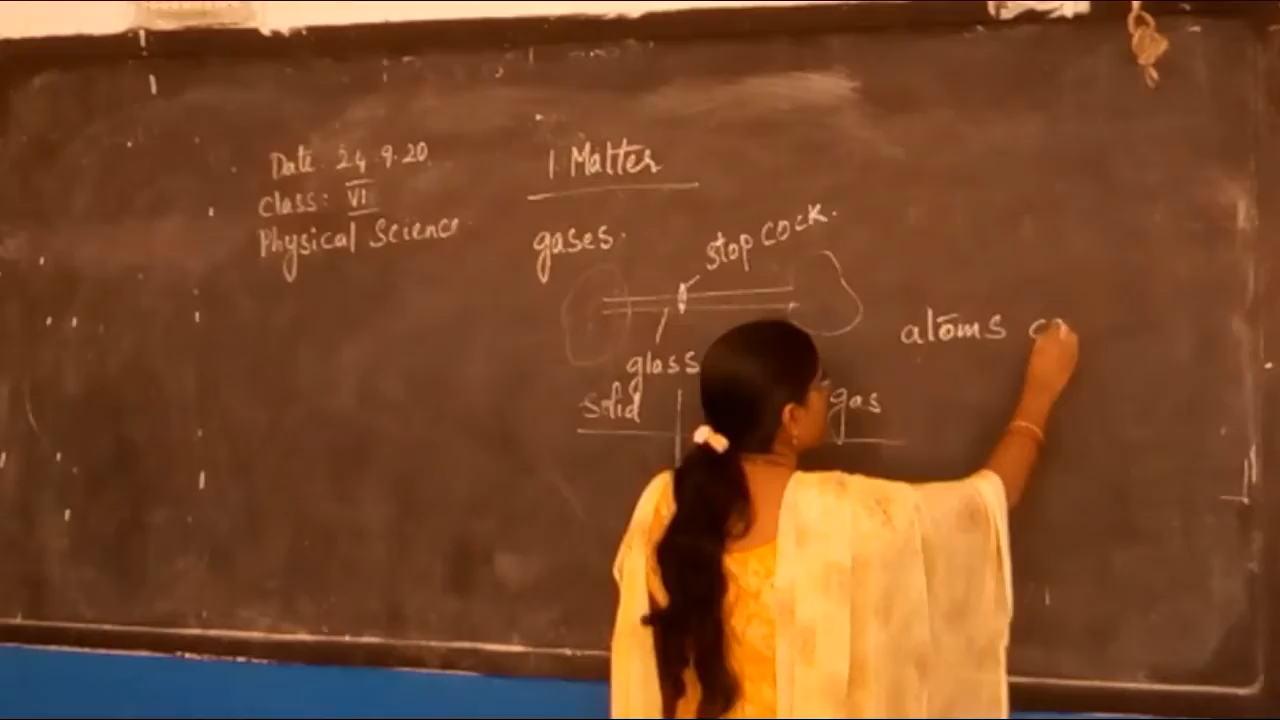 Date: 24.9.20
Class: VI
Physical Science
1. Matter
gases.
stop cock.
glass
solid
gas
atoms